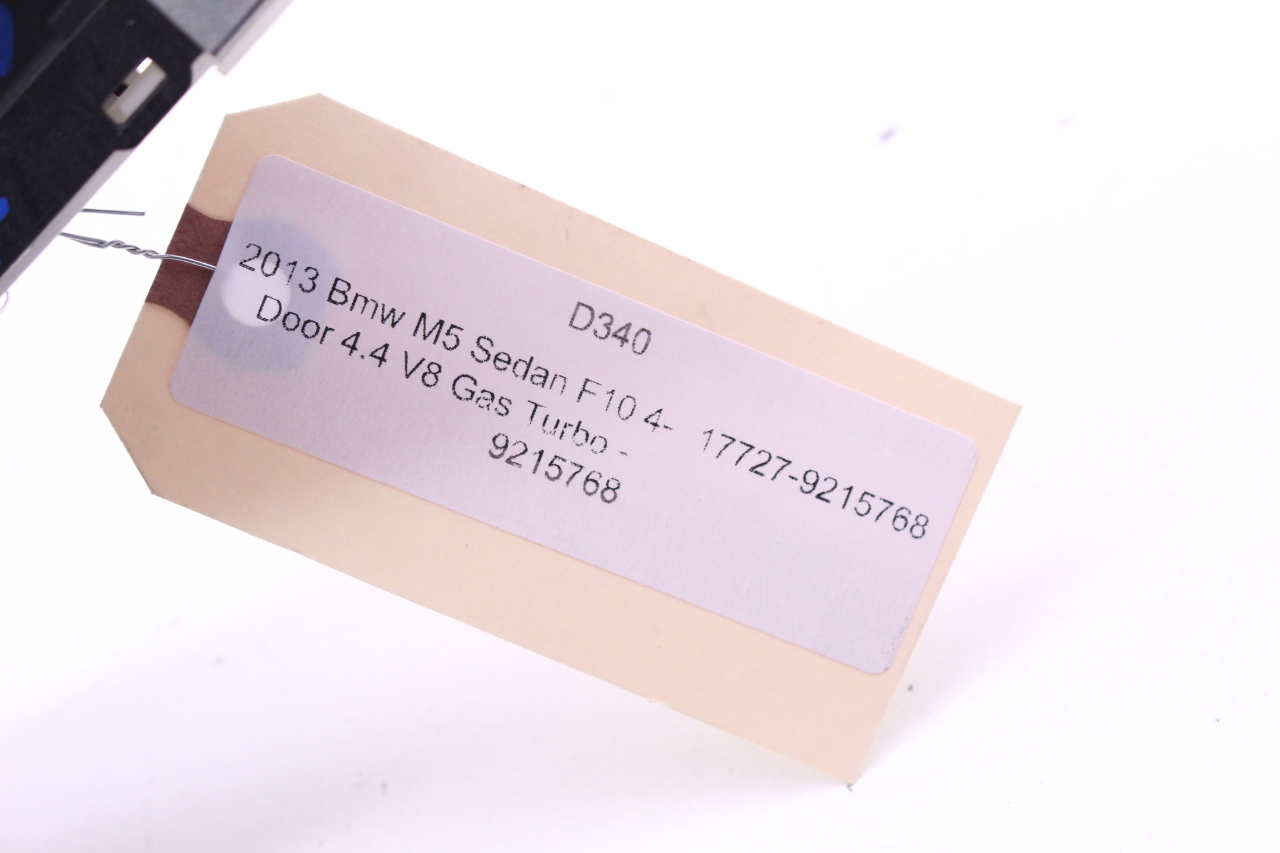 D340
2013 Bmw M5 Sedan F10 4-
Door 4.4 V8 Gas Turbo -
9215768
17727-9215768